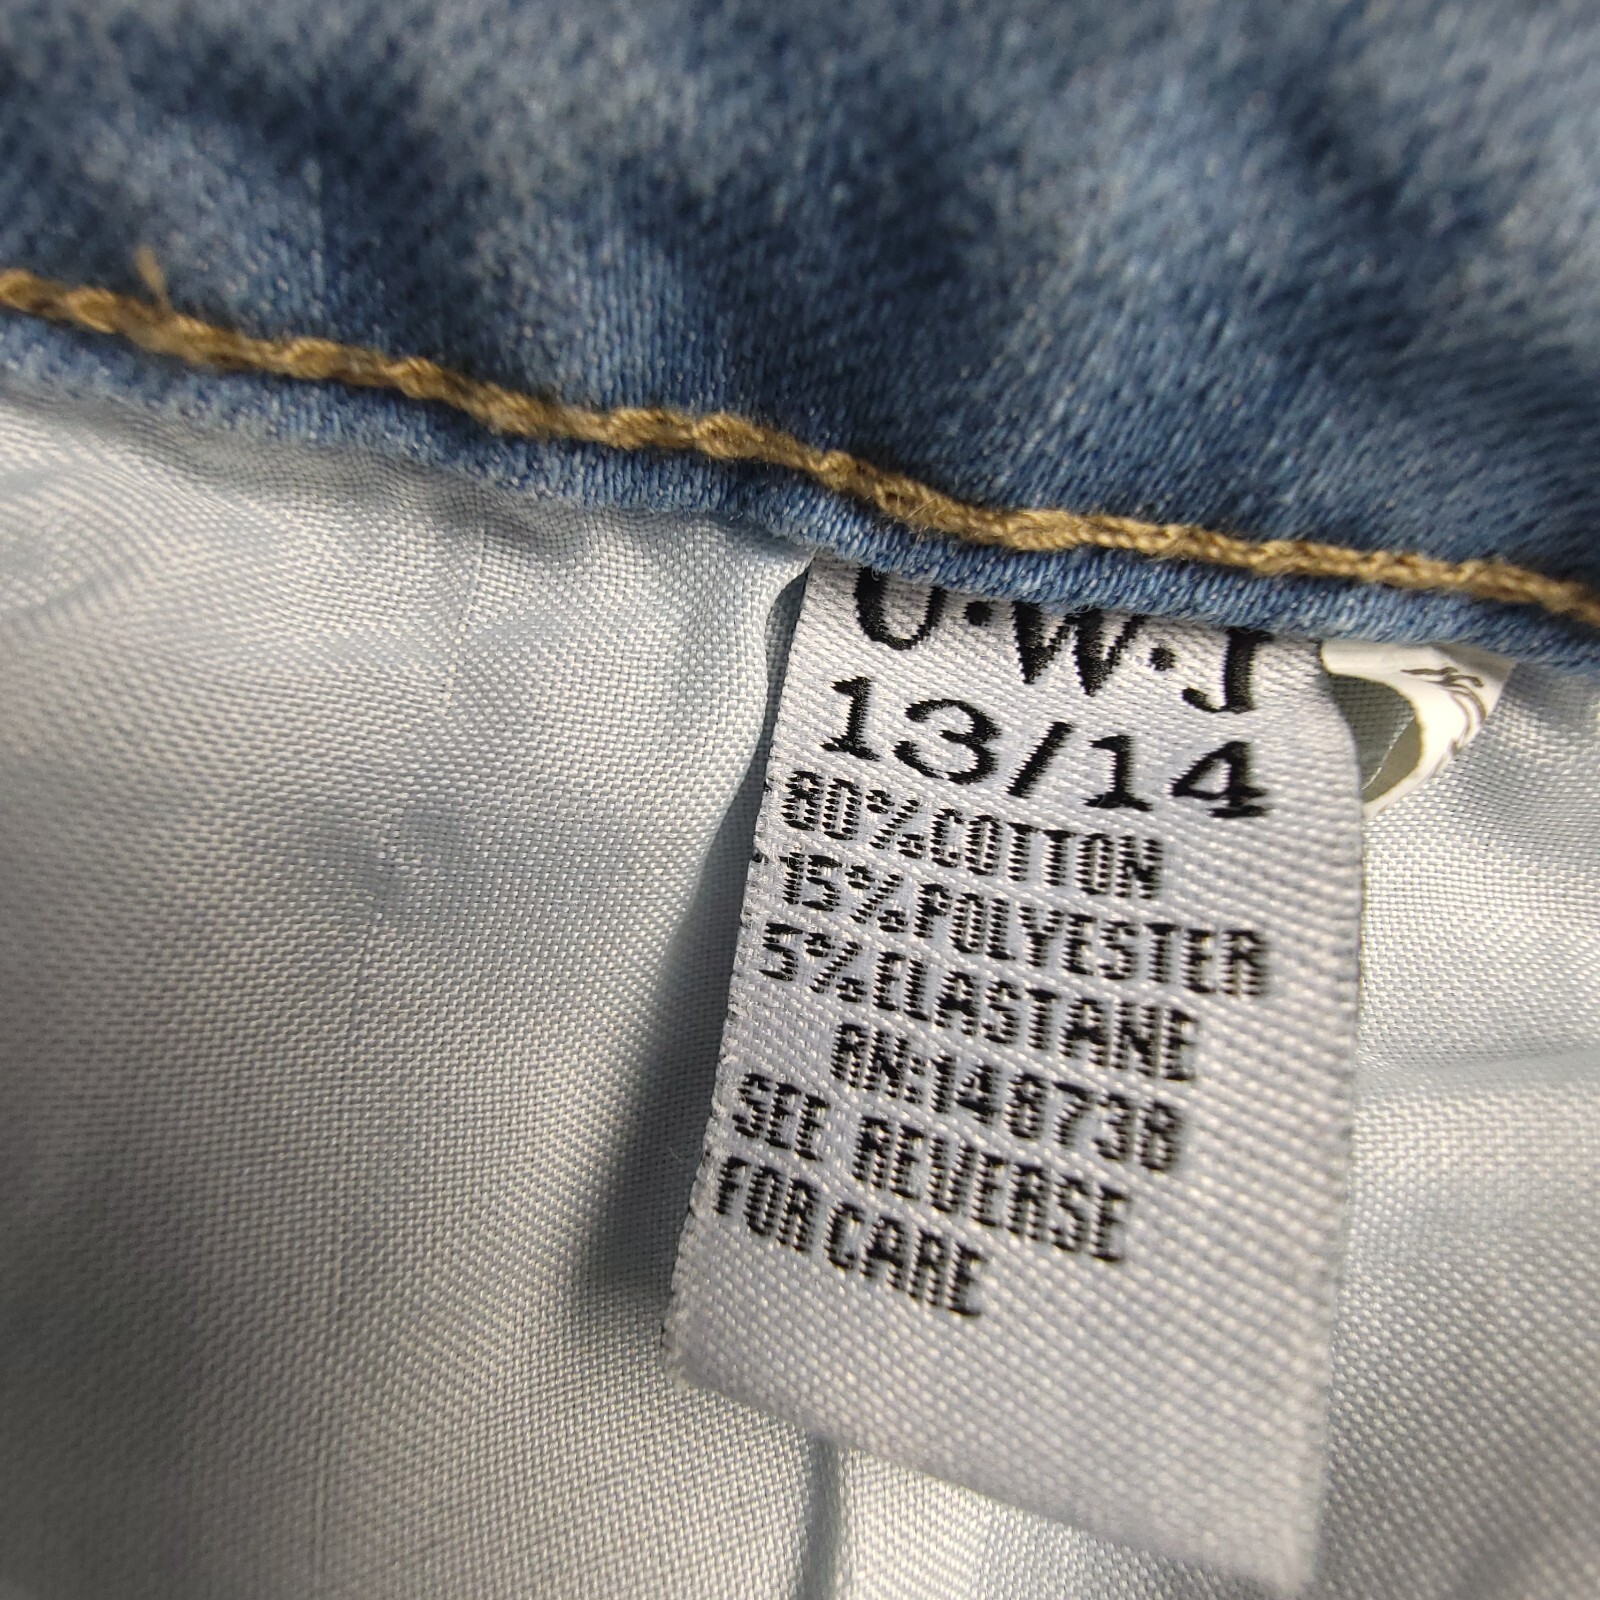 U·W·J
13/14
80%COTTON
15%POLYESTER
5%ELASTANE
RN:148738
SEE REVERSE
FOR CARE